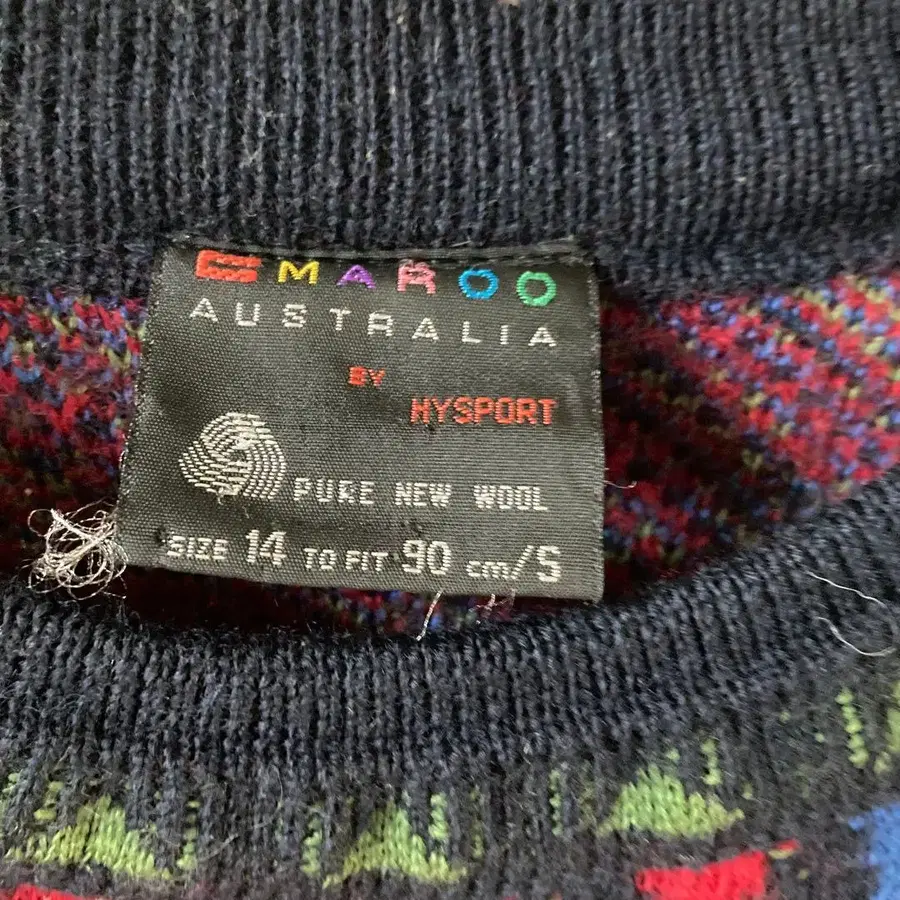 EMAROO
AUSTRALIA
BY
HYSPORT
PURE NEW WOOL
SIZE 14 TO FIT 90 cm/S